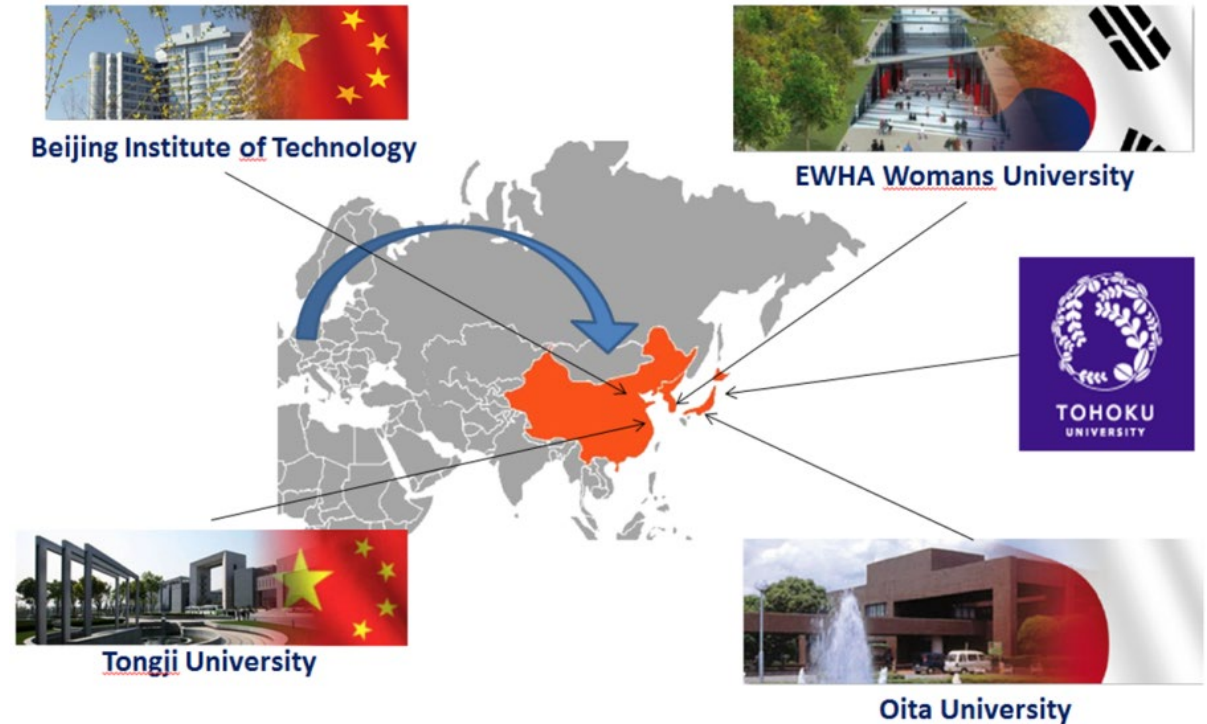 Beijing Institute of Technology
EWHA Womans University
TOHOKU
UNIVERSITY
Tongji University
Oita University